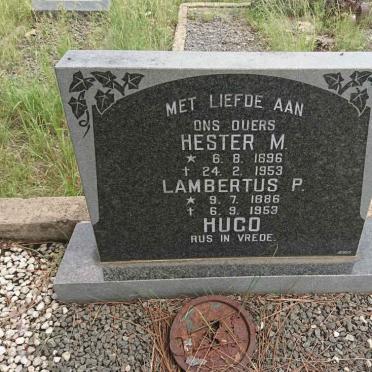 MET LIEFDE AAN
ONS OUERS
HESTER M.
* 6. 8. 1896
† 24. 2. 1953
LAMBERTUS P.
* 9. 7. 1886
† 6. 9. 1953
HUGO
RUS IN VREDE.